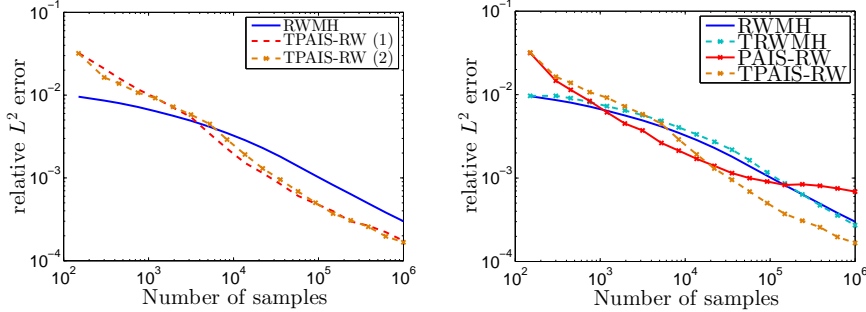 10^-1
10^-2
10^-3
10^-4
relative L^2 error
RWMH
TPAIS-RW (1)
TPAIS-RW (2)
10^2
10^3
10^4
10^5
10^6
Number of samples
10^-1
10^-2
10^-3
10^-4
relative L^2 error
RWMH
TRWMH
PAIS-RW
TPAIS-RW
10^2
10^3
10^4
10^5
10^6
Number of samples